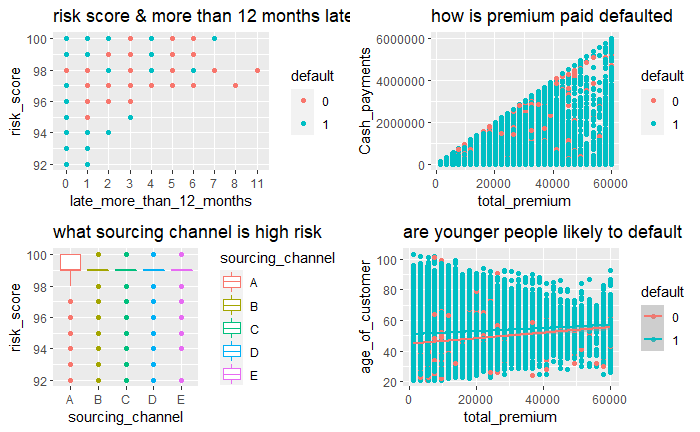 risk score & more than 12 months late
100
98
96
94
92
risk_score
0 1 2 3 4 5 6 7 8 11
late_more_than_12_months
default
0
1
how is premium paid defaulted
6000000
4000000
2000000
0
Cash_payments
0 20000 40000 60000
total_premium
default
0
1
what sourcing channel is high risk
100
98
96
94
92
risk_score
A B C D E
sourcing_channel
sourcing_channel
A
B
C
D
E
are younger people likely to default
100
80
60
40
20
age_of_customer
0 20000 40000 60000
total_premium
default
0
1